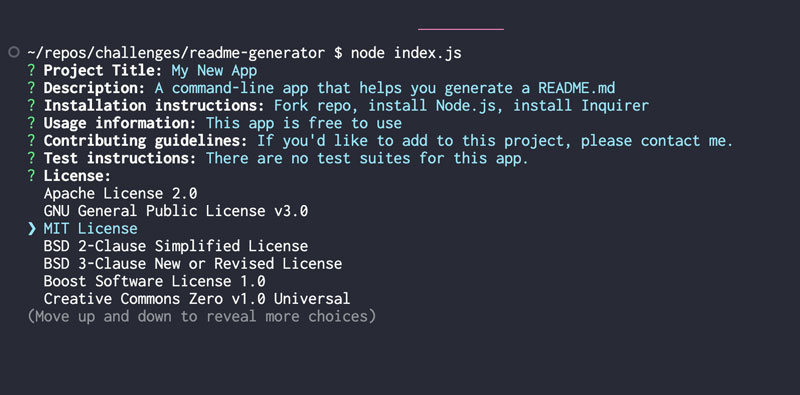 ~/repos/challenges/readme-generator $ node index.js
? Project Title: My New App
? Description: A command-line app that helps you generate a README.md
? Installation instructions: Fork repo, install Node.js, install Inquirer
? Usage information: This app is free to use
? Contributing guidelines: If you'd like to add to this project, please contact me.
? Test instructions: There are no test suites for this app.
? License:
Apache License 2.0
GNU General Public License v3.0
❯ MIT License
BSD 2-Clause Simplified License
BSD 3-Clause New or Revised License
Boost Software License 1.0
Creative Commons Zero v1.0 Universal
(Move up and down to reveal more choices)